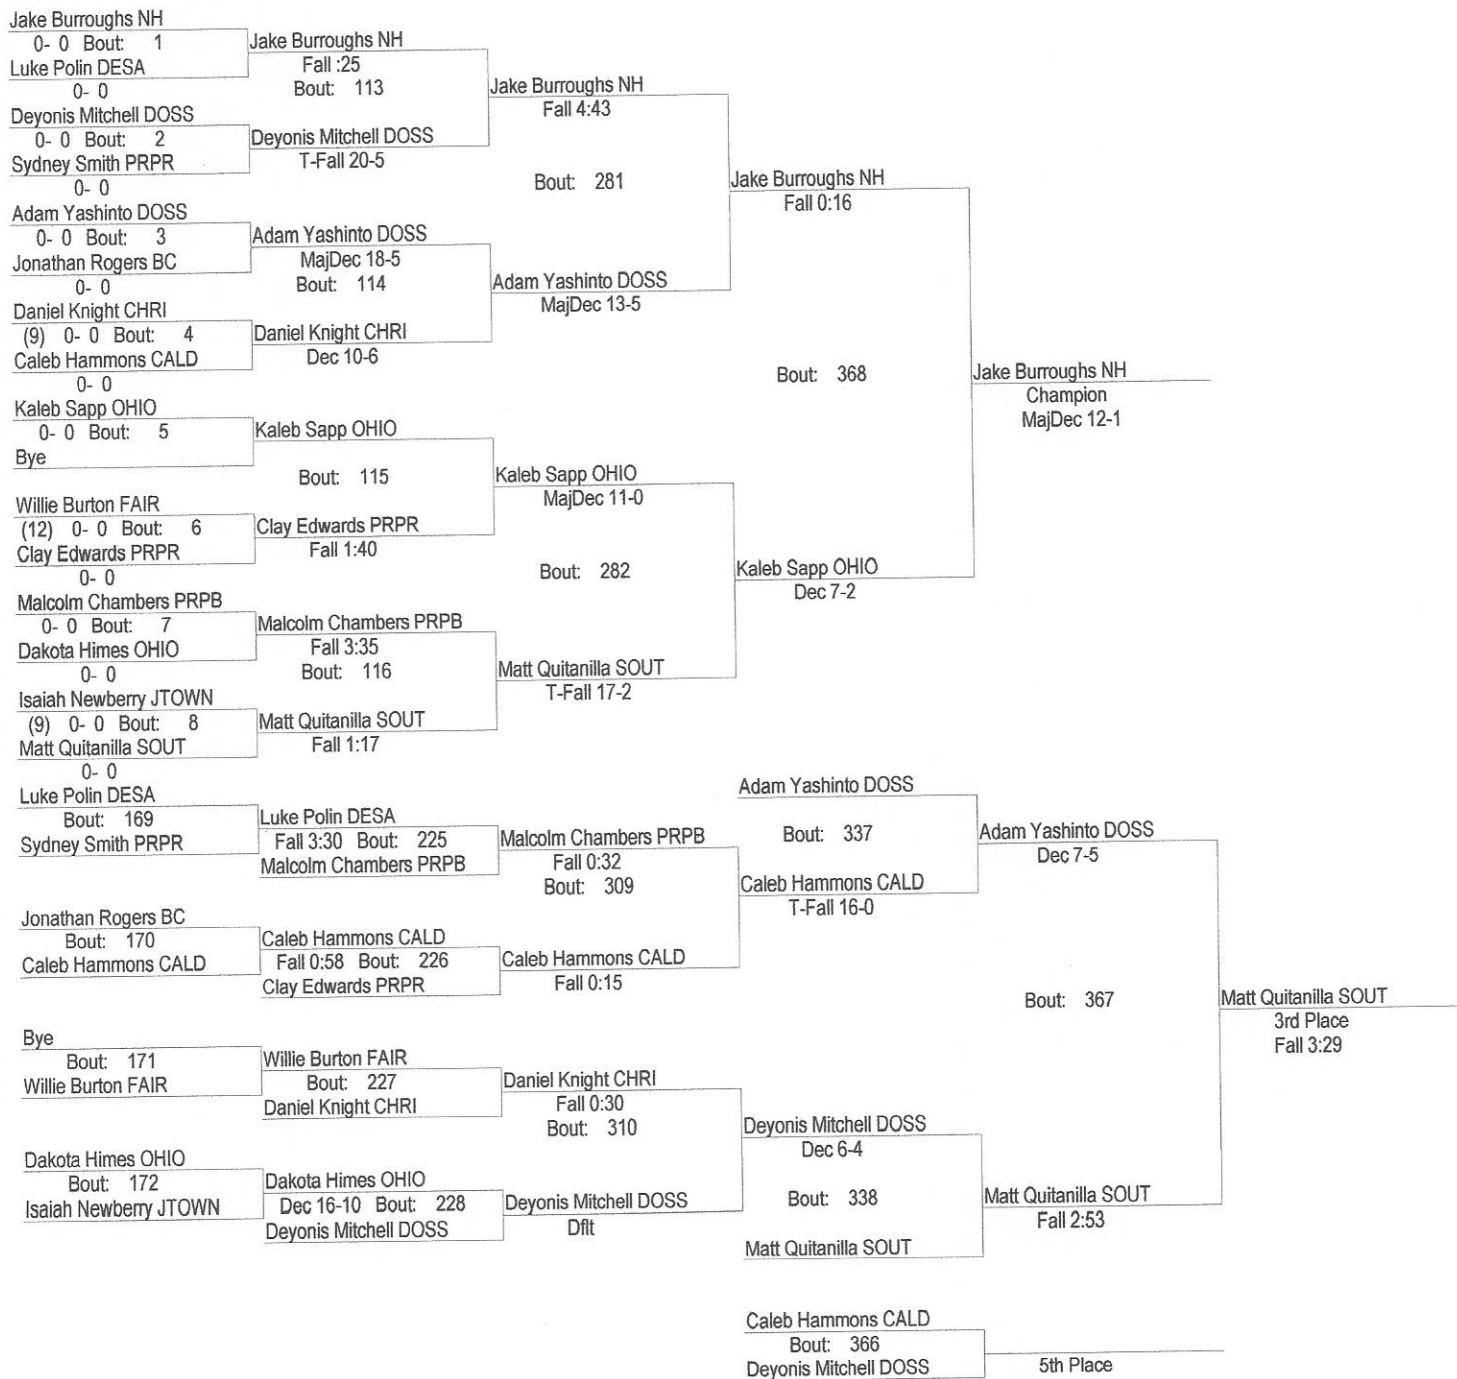 Jake Burroughs NH
0- 0 Bout: 1
Luke Polin DESA
0- 0
Deyonis Mitchell DOSS
0- 0 Bout: 2
Sydney Smith PRPR
0- 0
Adam Yashinto DOSS
0- 0 Bout: 3
Jonathan Rogers BC
0- 0
Daniel Knight CHRI
(9) 0- 0 Bout: 4
Caleb Hammons CALD
0- 0
Kaleb Sapp OHIO
0- 0 Bout: 5
Bye
Willie Burton FAIR
(12) 0- 0 Bout: 6
Clay Edwards PRPR
0- 0
Malcolm Chambers PRPB
0- 0 Bout: 7
Dakota Himes OHIO
0- 0
Isaiah Newberry JTOWN
(9) 0- 0 Bout: 8
Matt Quitanilla SOUT
0- 0
Jake Burroughs NH
Fall :25
Bout: 113
Deyonis Mitchell DOSS
T-Fall 20-5
Adam Yashinto DOSS
MajDec 18-5
Bout: 114
Daniel Knight CHRI
Dec 10-6
Kaleb Sapp OHIO
Bout: 115
Clay Edwards PRPR
Fall 1:40
Malcolm Chambers PRPB
Fall 3:35
Bout: 116
Matt Quitanilla SOUT
Fall 1:17
Jake Burroughs NH
Fall 4:43
Bout: 281
Adam Yashinto DOSS
MajDec 13-5
Kaleb Sapp OHIO
MajDec 11-0
Bout: 282
Matt Quitanilla SOUT
T-Fall 17-2
Jake Burroughs NH
Fall 0:16
Bout: 368
Kaleb Sapp OHIO
Dec 7-2
Jake Burroughs NH
Champion
MajDec 12-1
Luke Polin DESA
Bout: 169
Sydney Smith PRPR
Jonathan Rogers BC
Bout: 170
Caleb Hammons CALD
Bye
Bout: 171
Willie Burton FAIR
Dakota Himes OHIO
Bout: 172
Isaiah Newberry JTOWN
Luke Polin DESA
Fall 3:30 Bout: 225
Malcolm Chambers PRPB
Caleb Hammons CALD
Fall 0:58 Bout: 226
Clay Edwards PRPR
Willie Burton FAIR
Bout: 227
Daniel Knight CHRI
Dakota Himes OHIO
Dec 16-10 Bout: 228
Deyonis Mitchell DOSS
Malcolm Chambers PRPB
Fall 0:32
Bout: 309
Caleb Hammons CALD
Fall 0:15
Daniel Knight CHRI
Fall 0:30
Bout: 310
Deyonis Mitchell DOSS
Dflt
Adam Yashinto DOSS
Bout: 337
Caleb Hammons CALD
T-Fall 16-0
Deyonis Mitchell DOSS
Dec 6-4
Bout: 338
Matt Quitanilla SOUT
Adam Yashinto DOSS
Dec 7-5
Bout: 367
Matt Quitanilla SOUT
Fall 2:53
Matt Quitanilla SOUT
3rd Place
Fall 3:29
Caleb Hammons CALD
Bout: 366
Deyonis Mitchell DOSS
5th Place